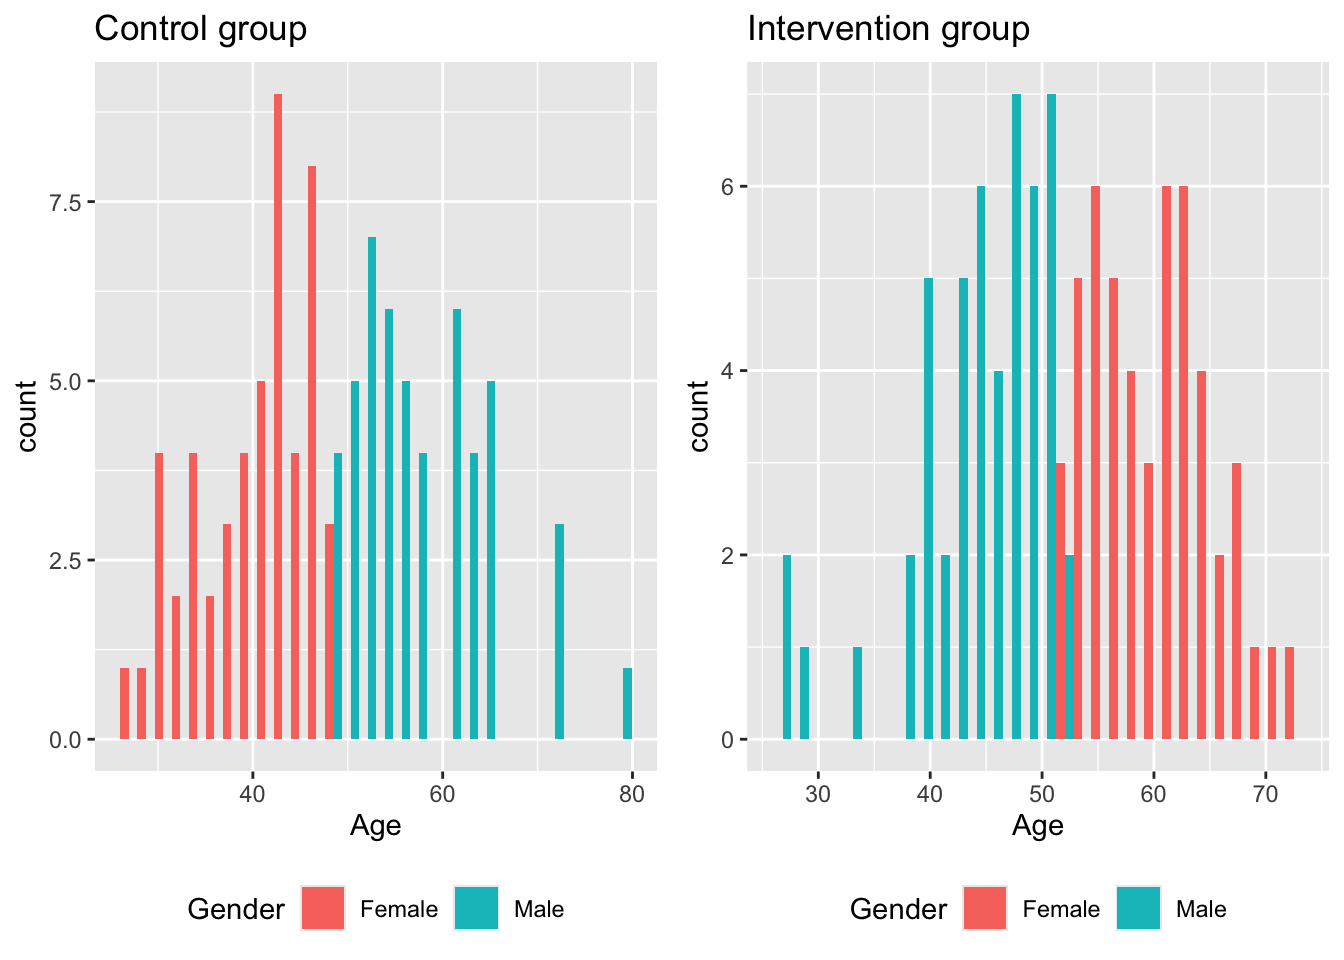 Control group
7.5
5.0
2.5
0.0
count
40 60 80
Age
Gender Female Male
Intervention group
6
4
2
0
count
30 40 50 60 70
Age
Gender Female Male